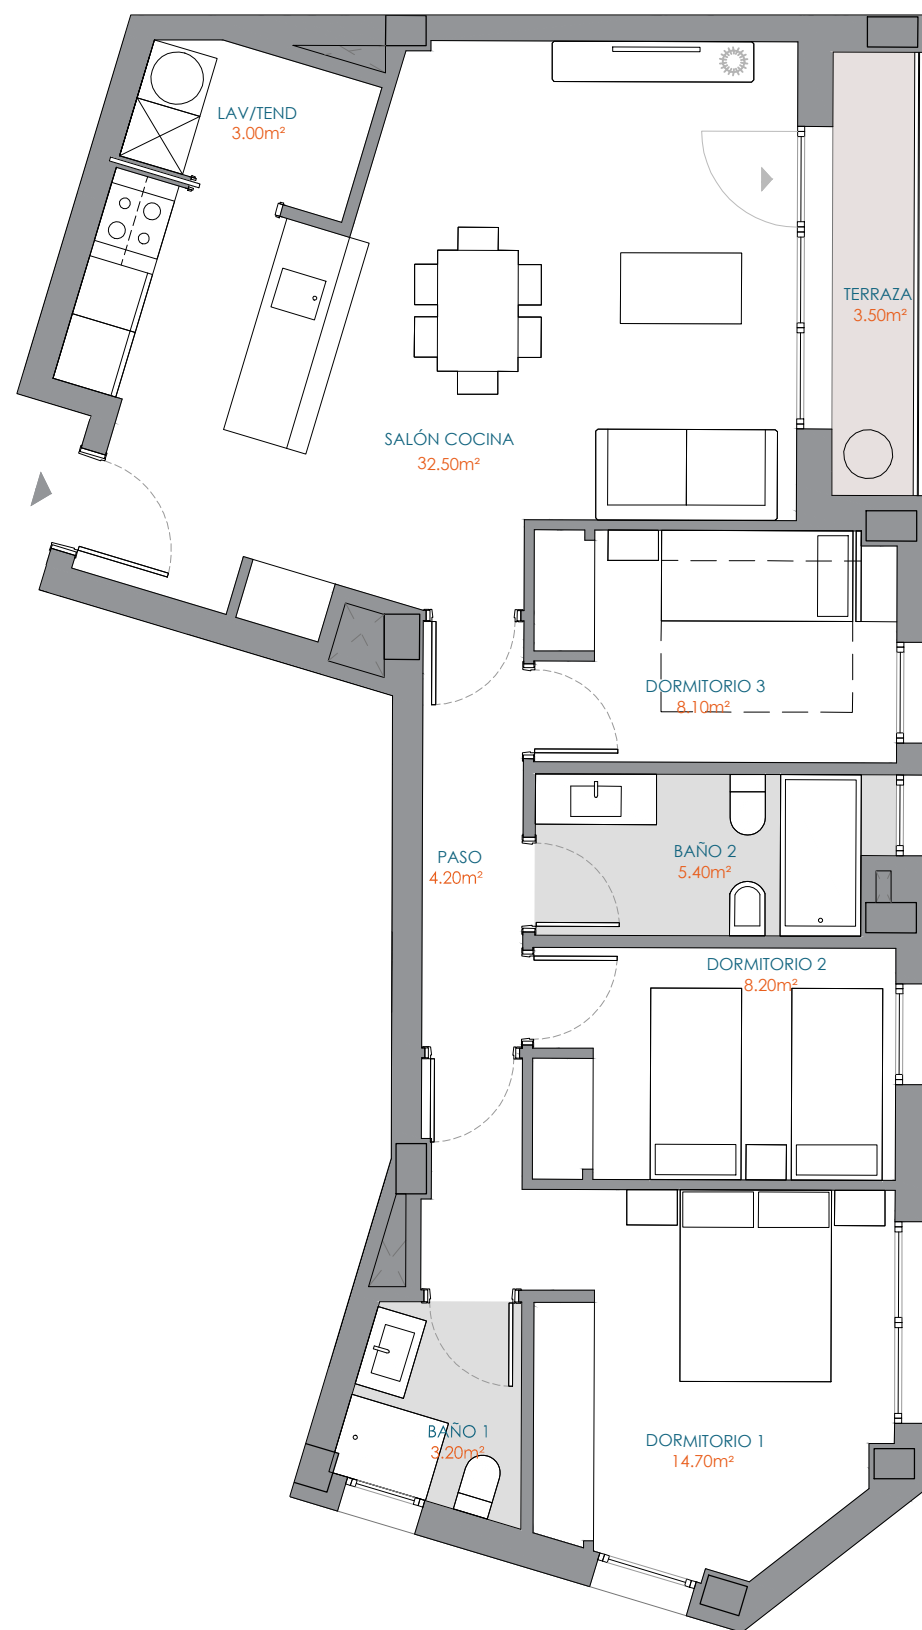 LAV/TEND
3.00m²
TERRAZA
3.50m²
SALÓN COCINA
32.50m²
DORMITORIO 3
8.10m²
PASO
4.20m²
BAÑO 2
5.40m²
DORMITORIO 2
8.20m²
BAÑO 1
3.20m²
DORMITORIO 1
14.70m²